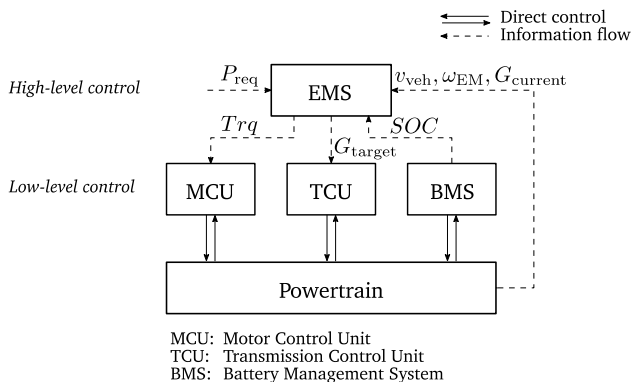 Direct control
Information flow
High-level control
P_req
EMS
v_veh, ω_EM, G_current
Trq
G_target
SOC
Low-level control
MCU
TCU
BMS
Powertrain
MCU: Motor Control Unit
TCU: Transmission Control Unit
BMS: Battery Management System